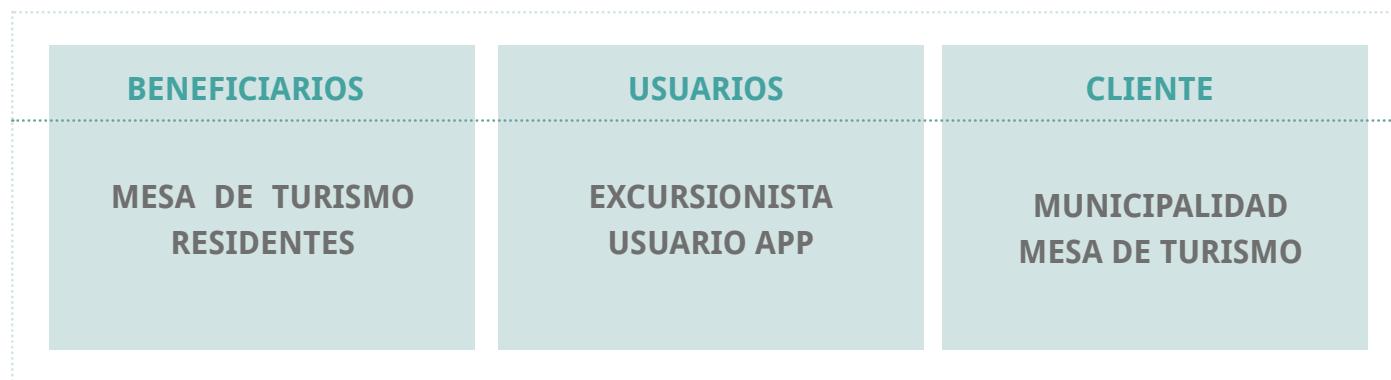 BENEFICIARIOS
MESA DE TURISMO
RESIDENTES
USUARIOS
EXCURSIONISTA
USUARIO APP
CLIENTE
MUNICIPALIDAD
MESA DE TURISMO